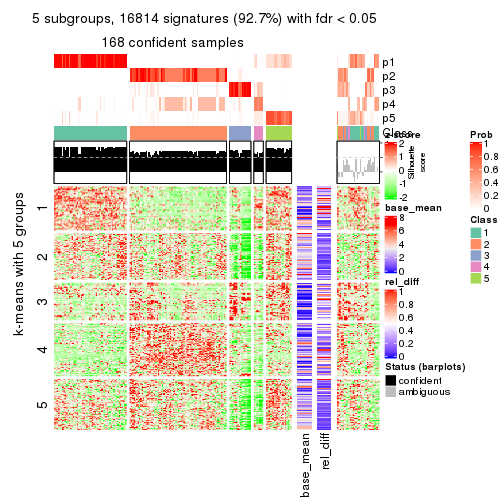 5 subgroups, 16814 signatures (92.7%) with fdr < 0.05
168 confident samples
p1
p2
p3
p4
p5
Class
z-score
2
1
0
-1
-2
Silhouette
score
Prob
1
0.8
0.6
0.4
0.2
0
base_mean
8
6
4
2
0
Class
1
2
3
4
5
rel_diff
1
0.8
0.6
0.4
0.2
0
Status (barplots)
confident
ambiguous
k-means with 5 groups
1
2
3
4
5
base_mean
rel_diff